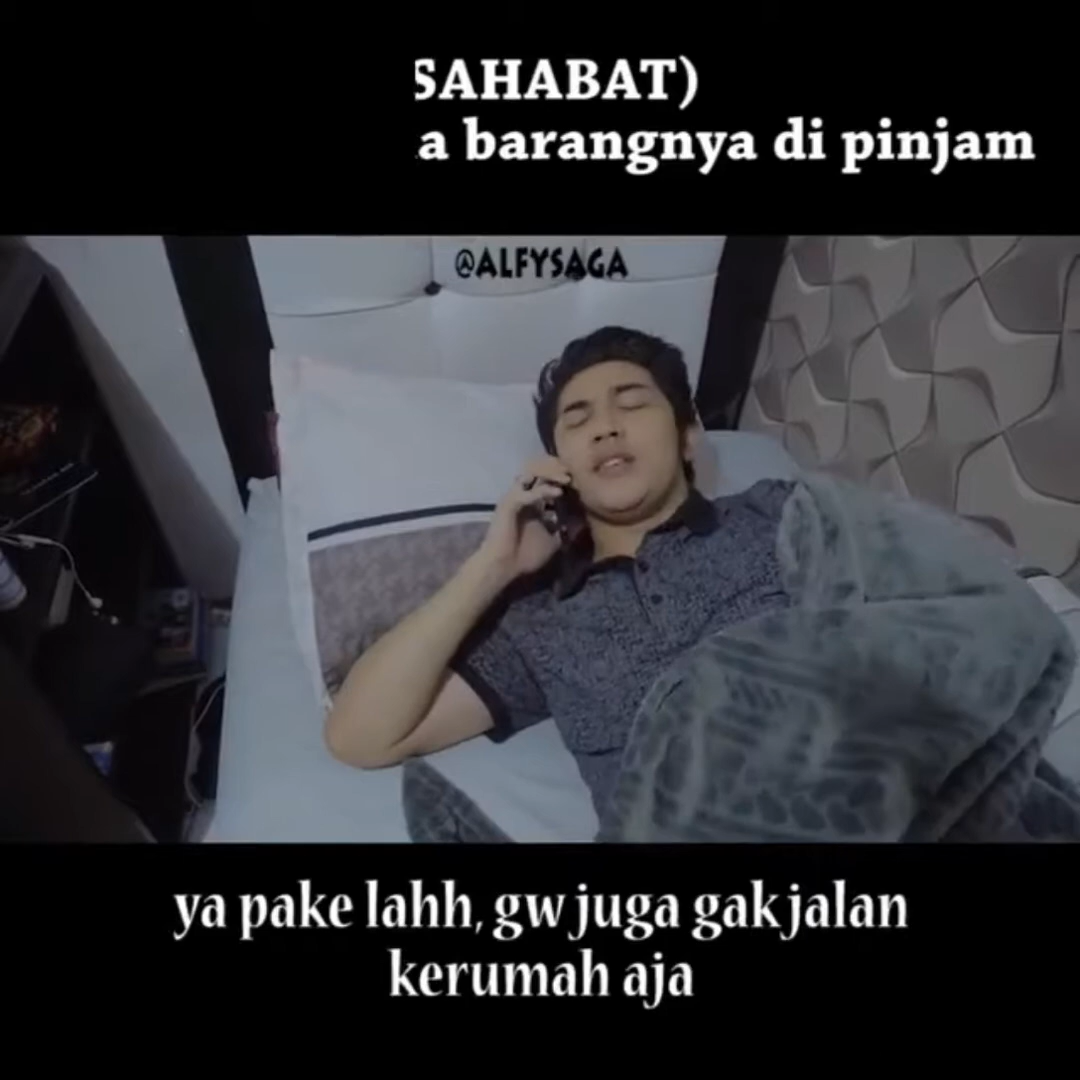 SAHABAT)
a barangnya di pinjam
@ALFYSAGA
ya pake lahh, gw juga gak jalan
kerumah aja